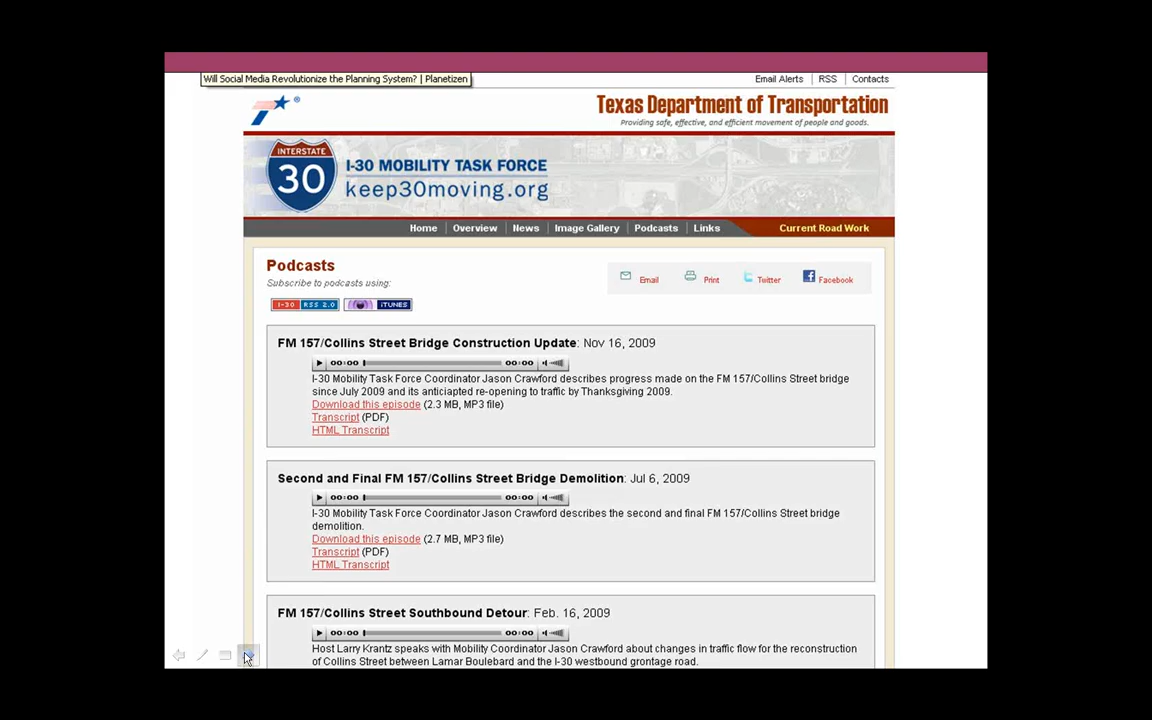 Will Social Media Revolutionize the Planning System? | Planetizen
Email Alerts | RSS | Contacts
Texas Department of Transportation
Providing safe, effective, and efficient movement of people and goods.
INTERSTATE
30
I-30 MOBILITY TASK FORCE
keep30moving.org
Home | Overview | News | Image Gallery | Podcasts | Links
Current Road Work
Podcasts
Email Print Twitter Facebook
Subscribe to podcasts using:
I-30 RSS 2.0 iTUNES
FM 157/Collins Street Bridge Construction Update: Nov 16, 2009
00:00 00:00
I-30 Mobility Task Force Coordinator Jason Crawford describes progress made on the FM 157/Collins Street bridge
since July 2009 and its anticiapted re-opening to traffic by Thanksgiving 2009.
Download this episode (2.3 MB, MP3 file)
Transcript (PDF)
HTML Transcript
Second and Final FM 157/Collins Street Bridge Demolition: Jul 6, 2009
00:00 00:00
I-30 Mobility Task Force Coordinator Jason Crawford describes the second and final FM 157/Collins Street bridge
demolition.
Download this episode (2.7 MB, MP3 file)
Transcript (PDF)
HTML Transcript
FM 157/Collins Street Southbound Detour: Feb. 16, 2009
00:00 00:00
Host Larry Krantz speaks with Mobility Coordinator Jason Crawford about changes in traffic flow for the reconstruction
of Collins Street between Lamar Boulebard and the I-30 westbound grontage road.